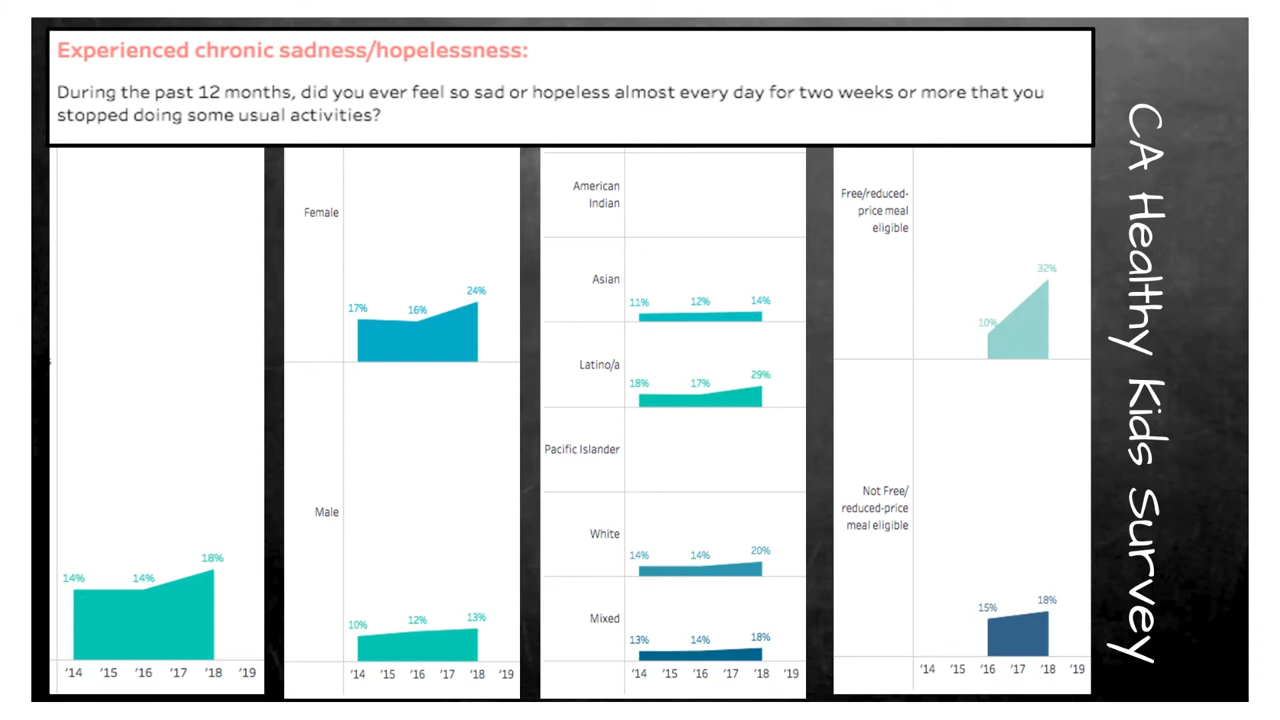 Experienced chronic sadness/hopelessness:
During the past 12 months, did you ever feel so sad or hopeless almost every day for two weeks or more that you
stopped doing some usual activities?
14%
14%
18%
'14 '15 '16 '17 '18 '19
Female
17%
16%
24%
Male
10%
12%
13%
'14 '15 '16 '17 '18 '19
American
Indian
Asian
11%
12%
14%
Latino/a
18%
17%
29%
Pacific Islander
White
14%
14%
20%
Mixed
13%
14%
18%
'14 '15 '16 '17 '18 '19
Free/reduced-
price meal
eligible
10%
32%
Not Free/
reduced-price
meal eligible
15%
18%
'14 '15 '16 '17 '18 '19
CA Healthy Kids Survey